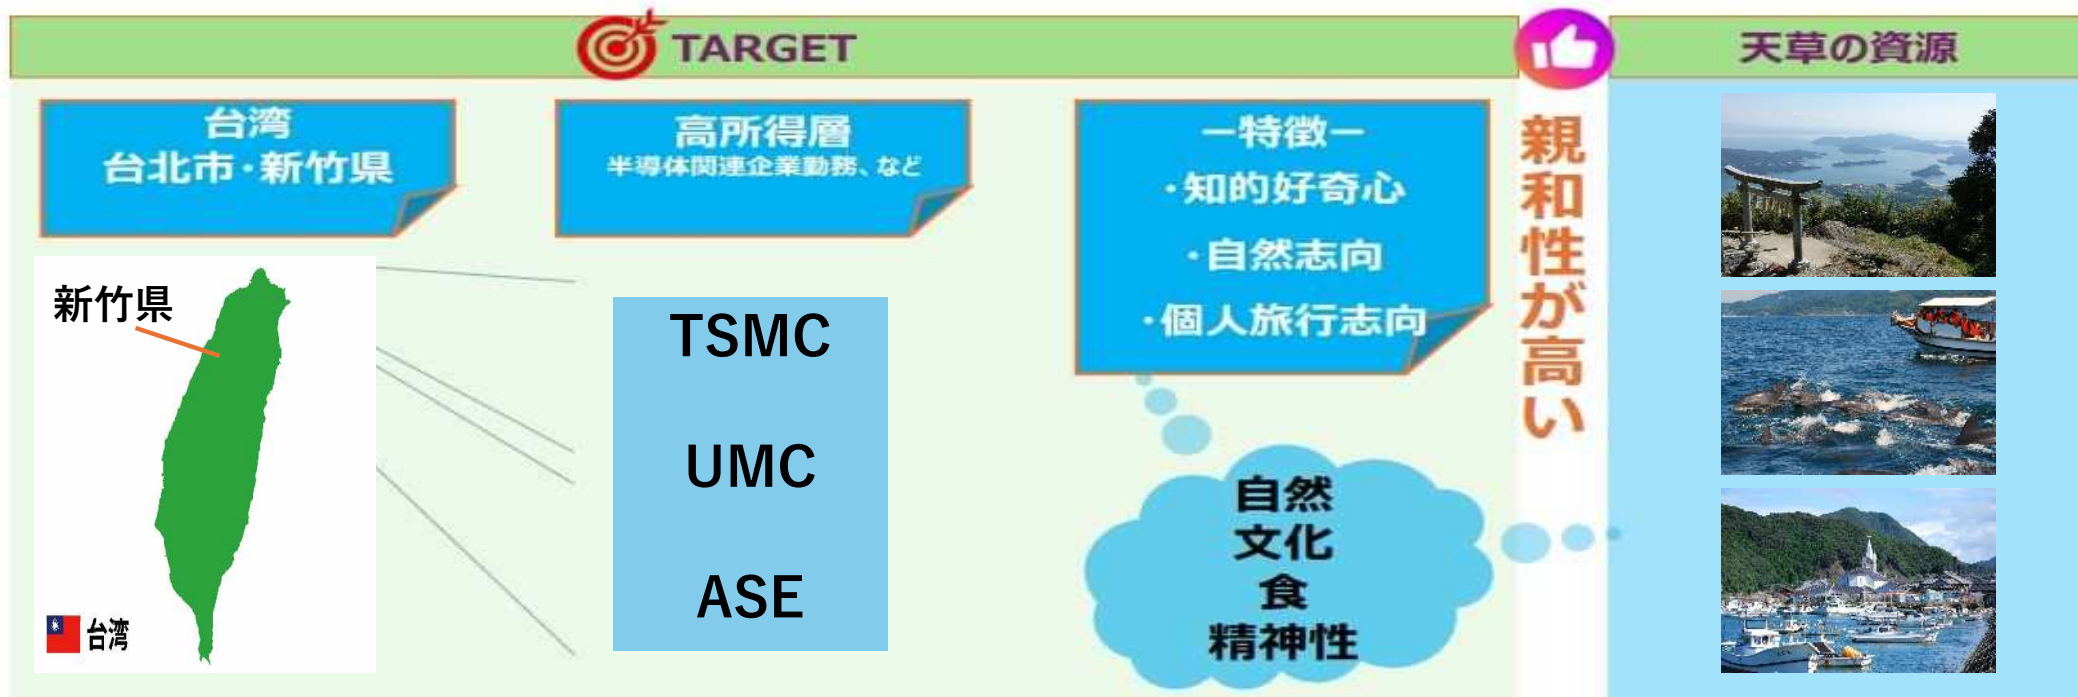 TARGET
天草の資源
台湾
台北市・新竹県
高所得層
半導体関連企業勤務、など
ー特徴ー
・知的好奇心
・自然志向
・個人旅行志向
親和性が高い
新竹県
台湾
TSMC
UMC
ASE
自然
文化
食
精神性